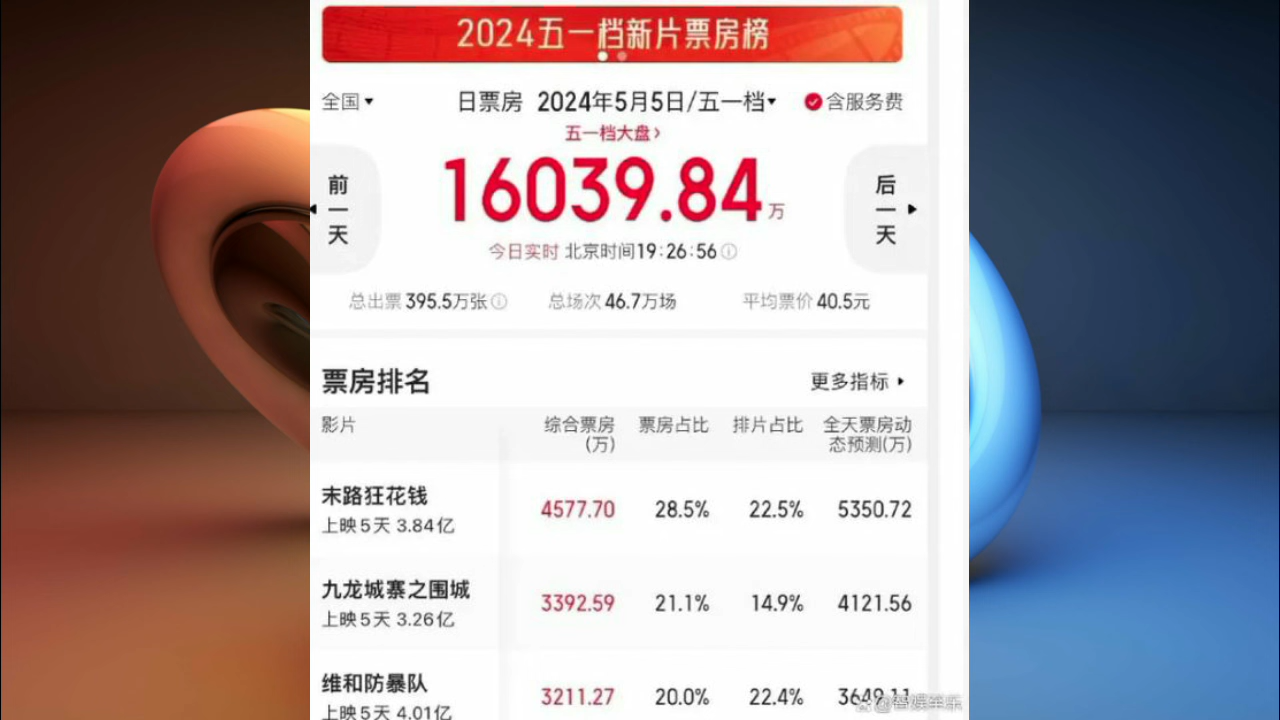 2024五一档新片票房榜
全国 日票房 2024年5月5日/五一档 含服务费
五一档大盘
前一天
16039.84万
后一天
今日实时 北京时间19:26:56
总出票 395.5万张 总场次 46.7万场 平均票价 40.5元
票房排名 更多指标
影片 综合票房(万) 票房占比 排片占比 全天票房动态预测(万)
末路狂花钱
上映5天 3.84亿
4577.70 28.5% 22.5% 5350.72
九龙城寨之围城
上映5天 3.26亿
3392.59 21.1% 14.9% 4121.56
维和防暴队
上映5天 4.01亿
3211.27 20.0% 22.4% 3649.11